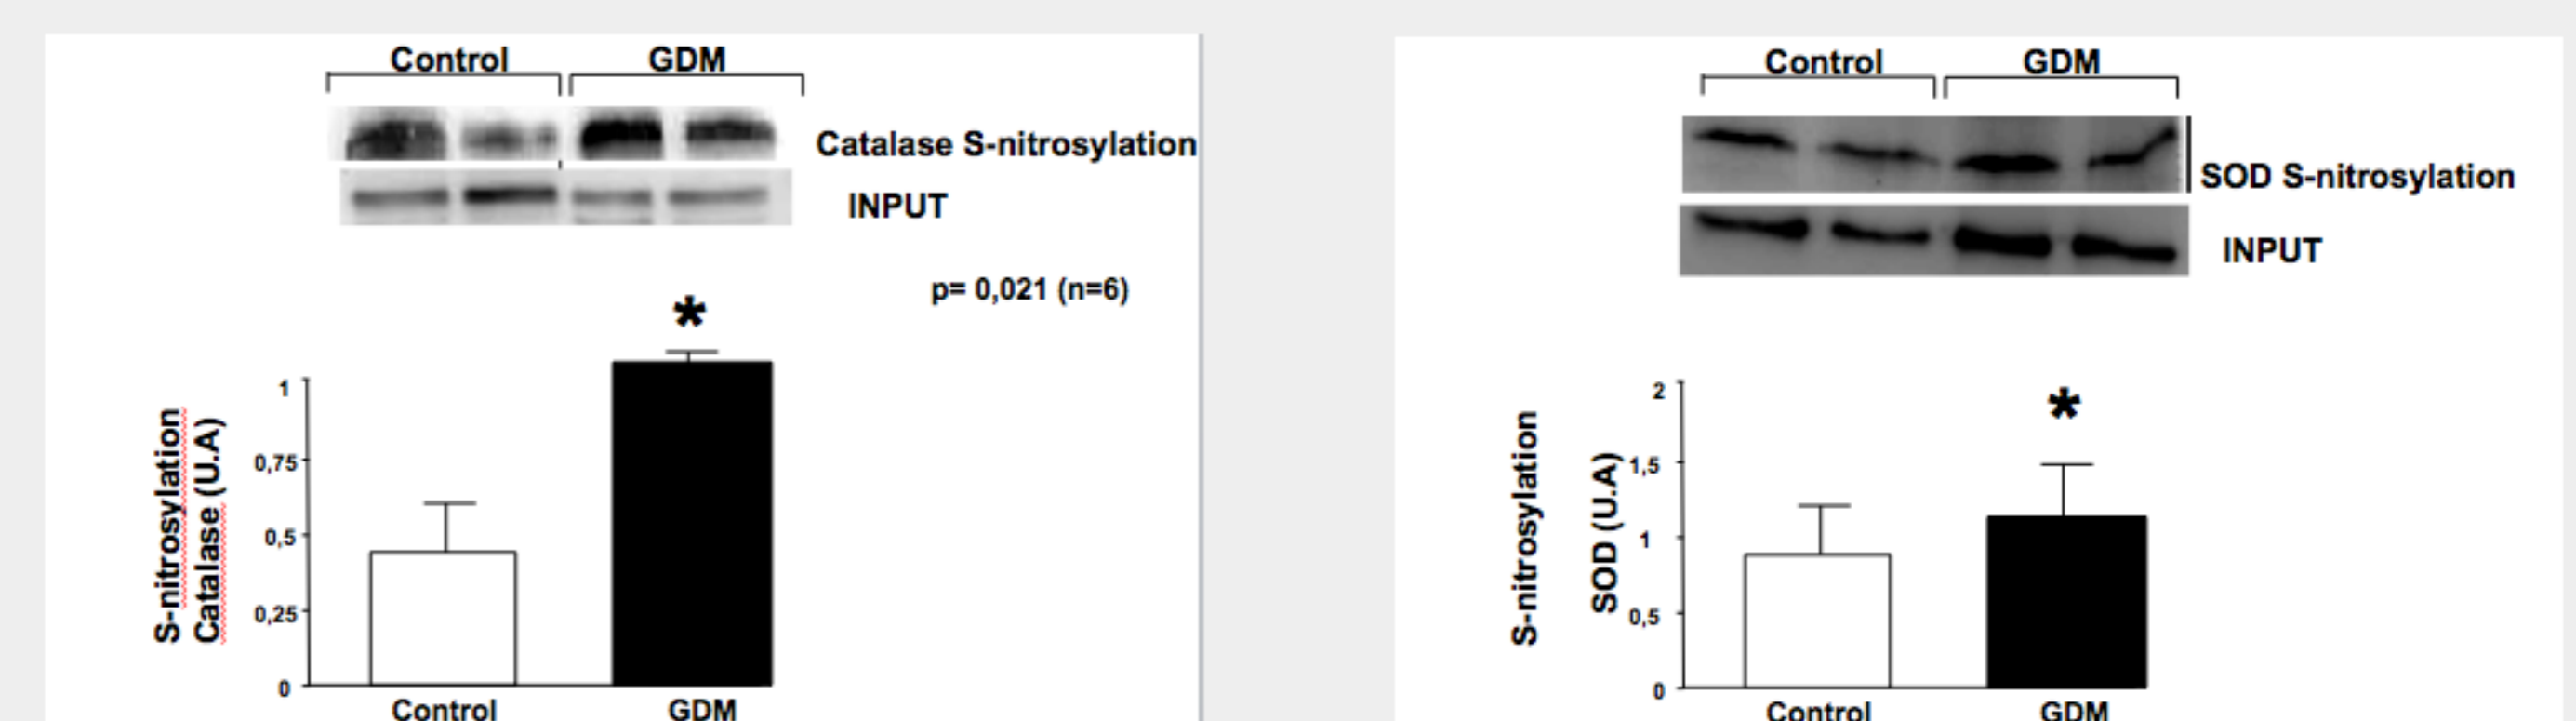 Control GDM
Catalase S-nitrosylation
INPUT
p= 0,021 (n=6)
*
S-nitrosylation
Catalase (U.A)
1
0,75
0,5
0,25
0
Control GDM
Control GDM
SOD S-nitrosylation
INPUT
*
S-nitrosylation
SOD (U.A)
2
1,5
1
0,5
0
Control GDM